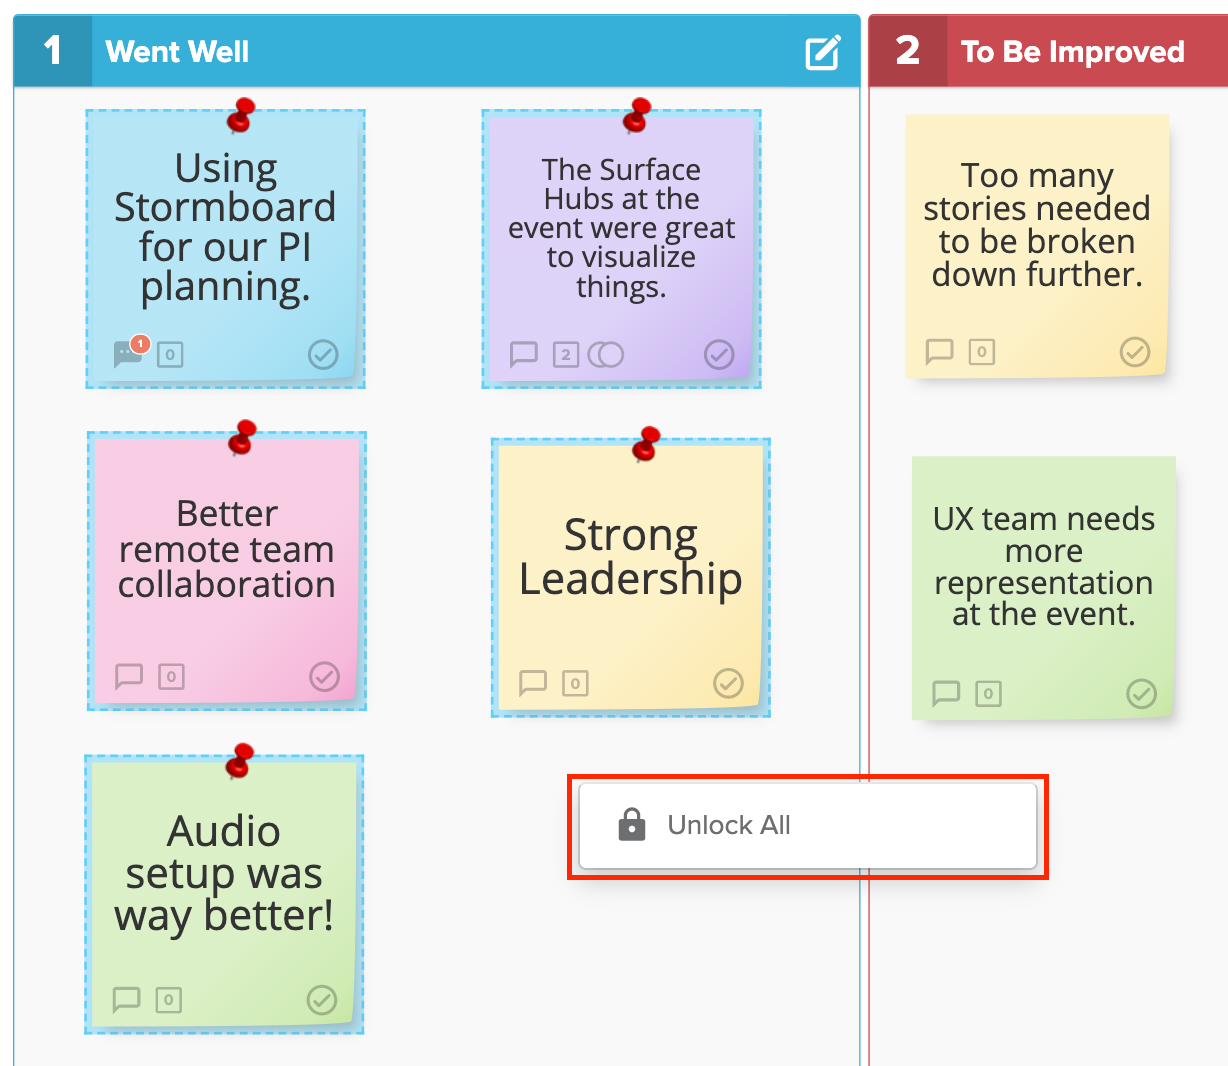 1 Went Well
2 To Be Improved
Using
Stormboard
for our PI
planning.
1
0
The Surface
Hubs at the
event were great
to visualize
things.
2
Too many
stories needed
to be broken
down further.
0
Better
remote team
collaboration
0
Strong
Leadership
0
UX team needs
more
representation
at the event.
0
Audio
setup was
way better!
0
Unlock All